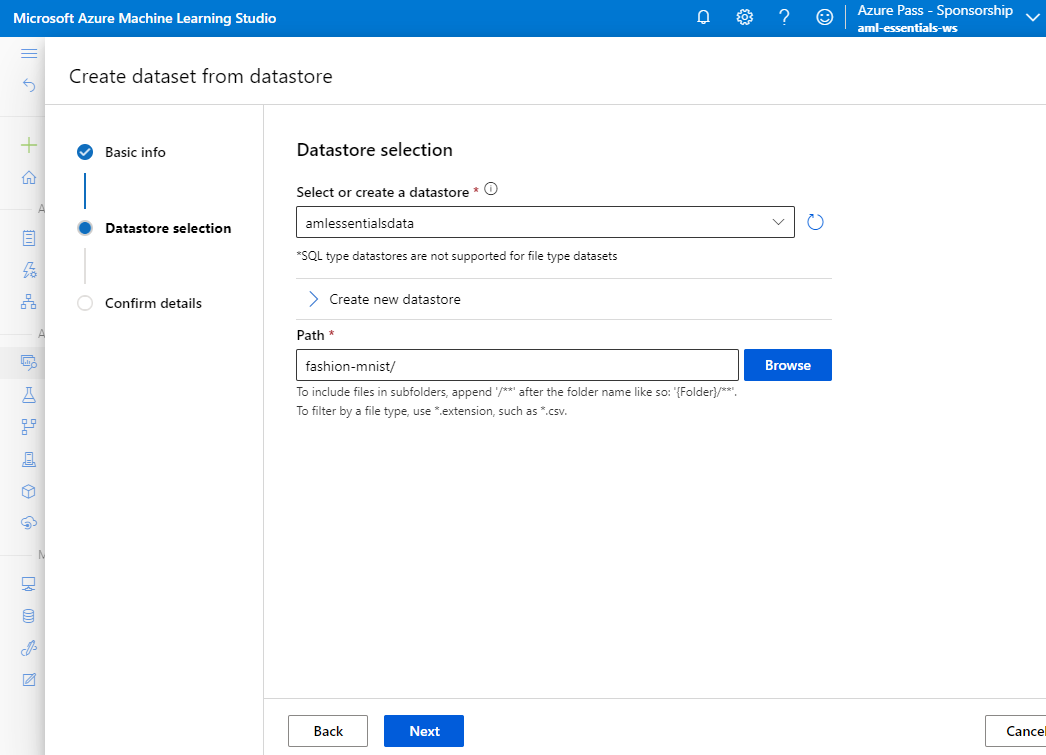 Microsoft Azure Machine Learning Studio
Azure Pass - Sponsorship
aml-essentials-ws
Create dataset from datastore
Basic info
Datastore selection
Confirm details
Datastore selection
Select or create a datastore *
amlessentialsdata
*SQL type datastores are not supported for file type datasets
Create new datastore
Path *
fashion-mnist/
Browse
To include files in subfolders, append '/**' after the folder name like so: '{Folder}/**'.
To filter by a file type, use *.extension, such as *.csv.
Back
Next
Cancel
A
A
M